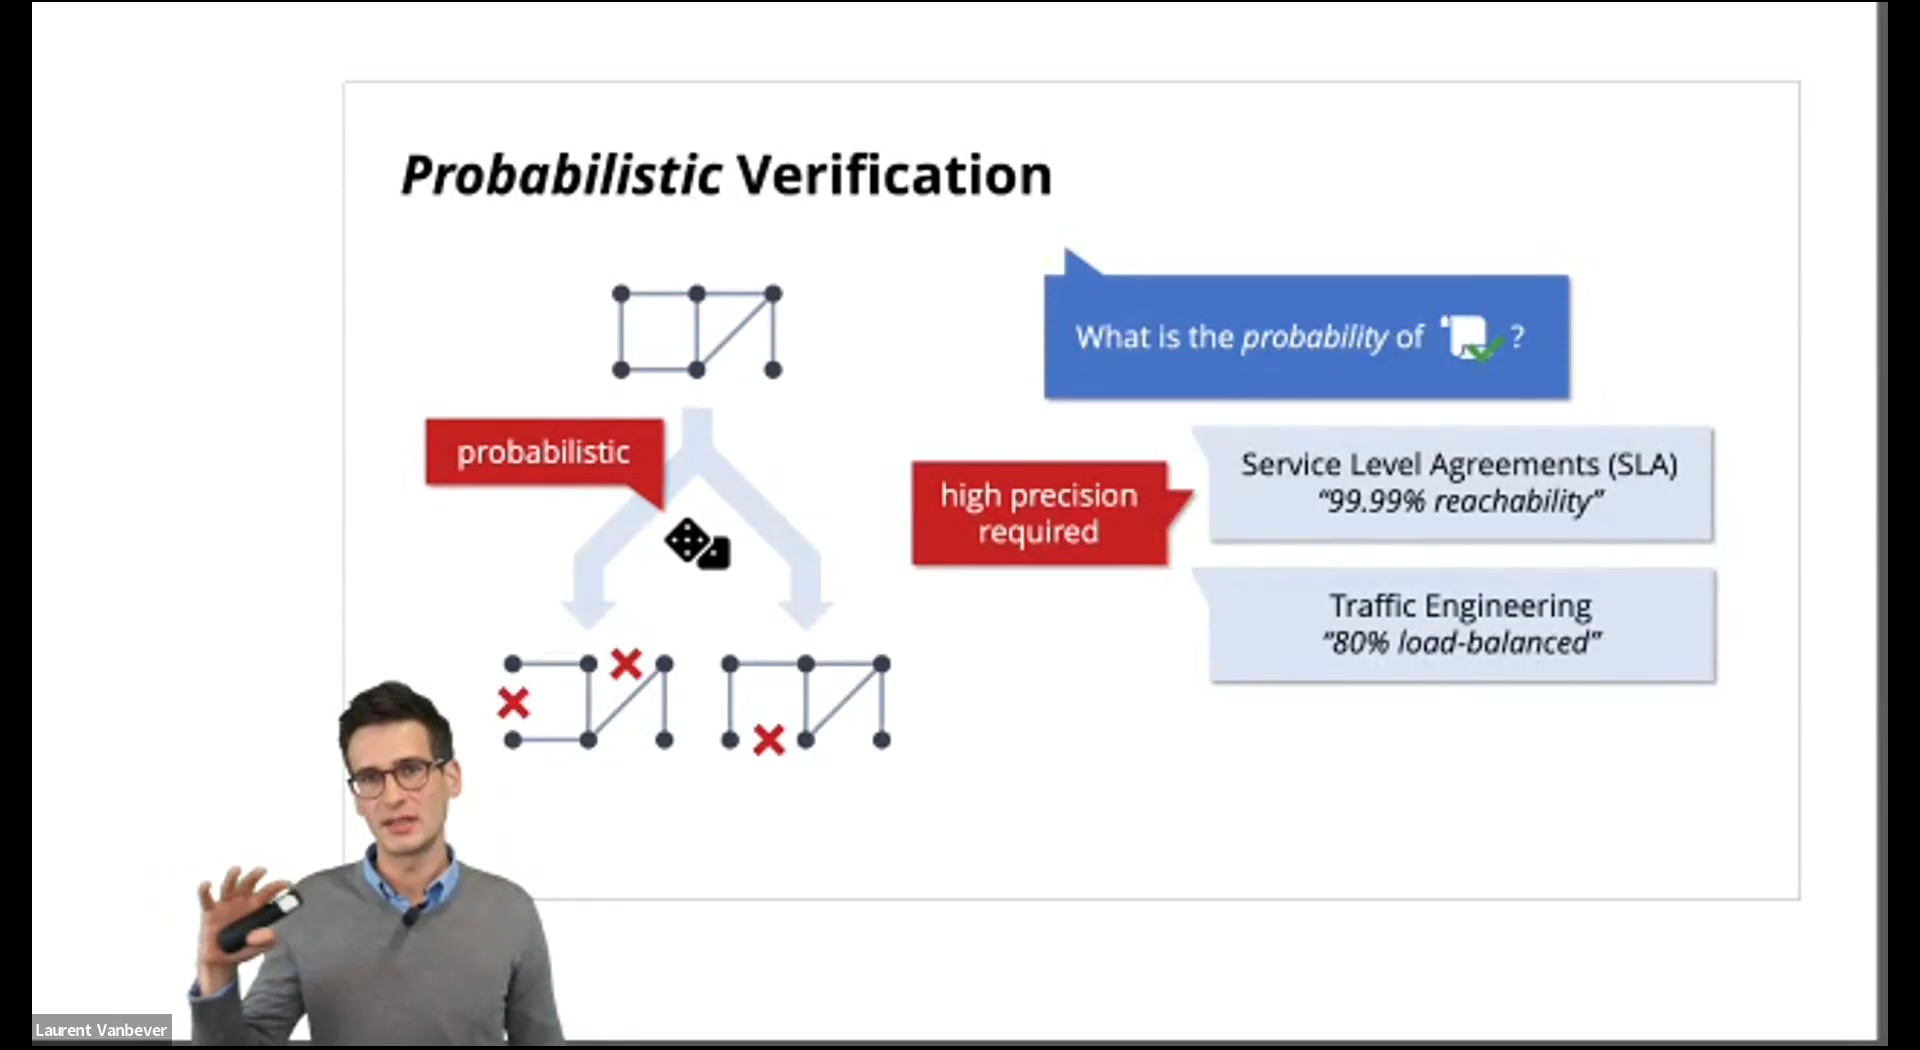 Probabilistic Verification
What is the probability of ?
probabilistic
high precision
required
Service Level Agreements (SLA)
“99.99% reachability”
Traffic Engineering
“80% load-balanced”
Laurent Vanbever